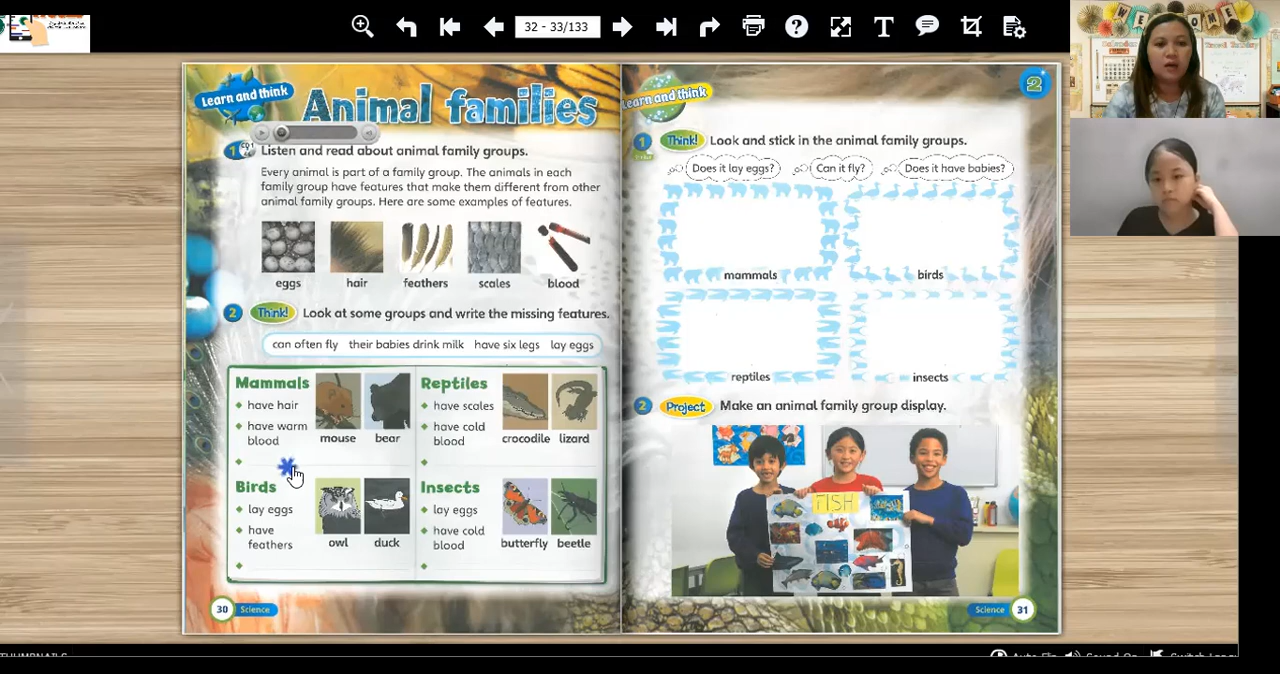 32 - 33/133
T
WELCOME
2
Learn and think
Animal families
1 Listen and read about animal family groups.
Every animal is part of a family group. The animals in each
family group have features that make them different from other
animal family groups. Here are some examples of features.
eggs hair feathers scales blood
2 Think! Look at some groups and write the missing features.
can often fly their babies drink milk have six legs lay eggs
Mammals
have hair
have warm
blood
mouse bear
Reptiles
have scales
have cold
blood
crocodile lizard
Birds
lay eggs
have
feathers
owl duck
Insects
lay eggs
have cold
blood
butterfly beetle
30 Science
Learn and think
1 Think! Look and stick in the animal family groups.
Does it lay eggs? Can it fly? Does it have babies?
mammals birds
reptiles insects
2 Project Make an animal family group display.
FISH
Science 31